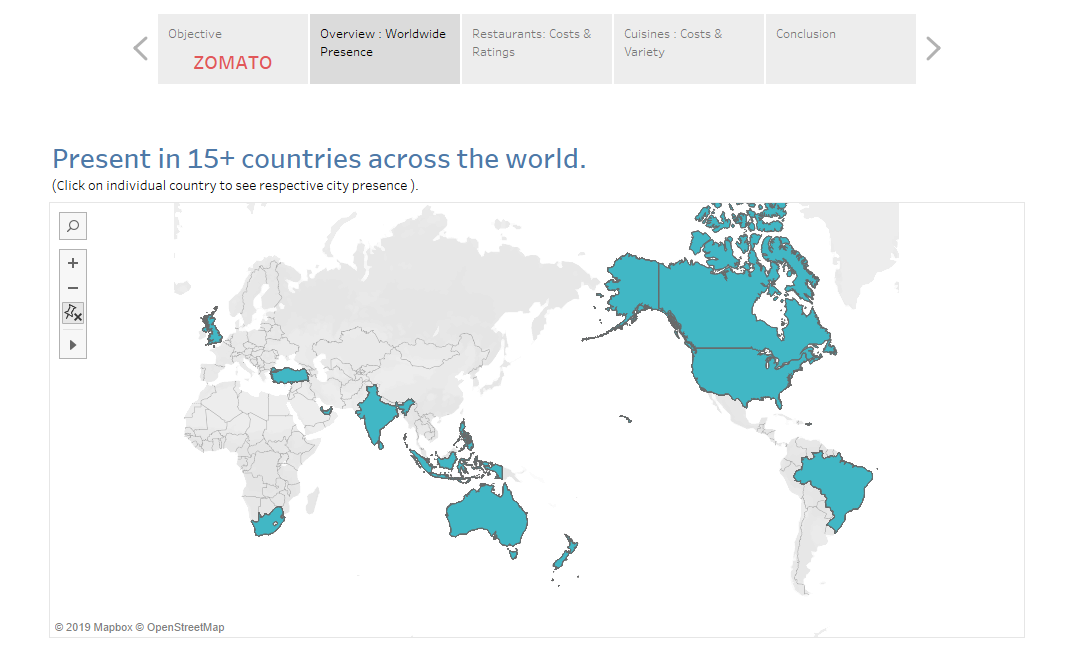 Objective
ZOMATO
Overview : Worldwide
Presence
Restaurants: Costs &
Ratings
Cuisines : Costs &
Variety
Conclusion
Present in 15+ countries across the world.
(Click on individual country to see respective city presence ).
© 2019 Mapbox © OpenStreetMap